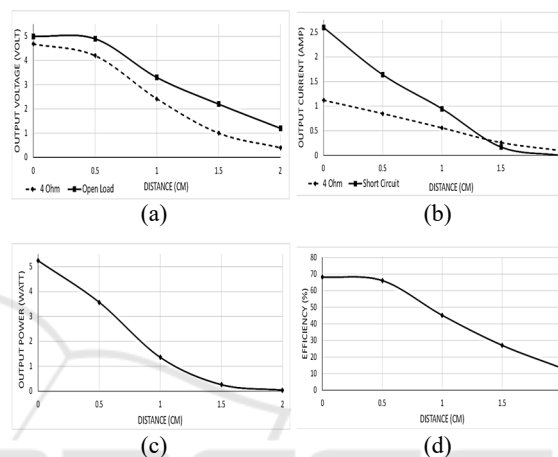 OUTPUT VOLTAGE (VOLT)
5
4
3
2
1
0
0 0.5 1 1.5 2
4 Ohm Open Load DISTANCE (CM)
(a)
OUTPUT CURRENT (AMP)
2.5
2
1.5
1
0.5
0
0 0.5 1 1.5
4 Ohm Short Circuit DISTANCE (CM)
(b)
OUTPUT POWER (WATT)
5
4
3
2
1
0
0 0.5 1 1.5 2
DISTANCE (CM)
(c)
EFFICIENCY (%)
80
70
60
50
40
30
20
10
0
0 0.5 1 1.5
DISTANCE (CM)
(d)